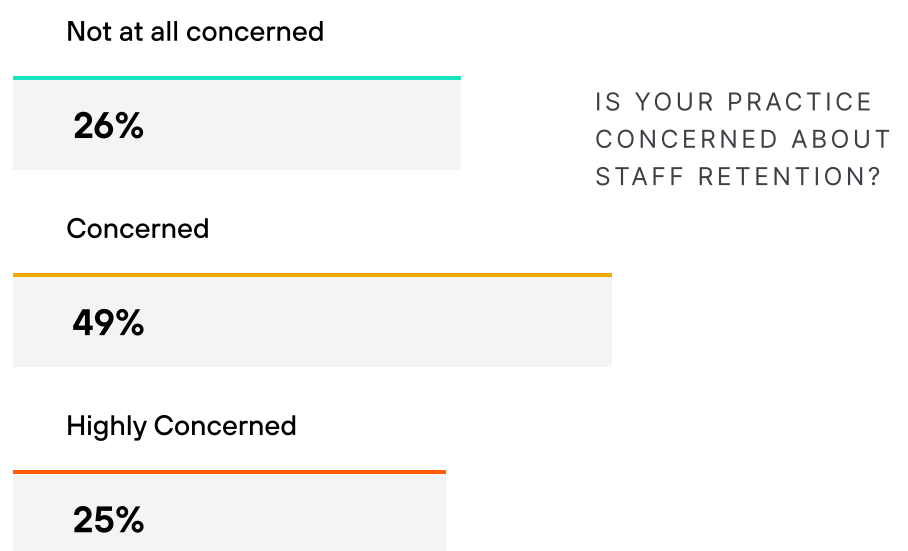 Not at all concerned
26%
IS YOUR PRACTICE
CONCERNED ABOUT
STAFF RETENTION?
Concerned
49%
Highly Concerned
25%